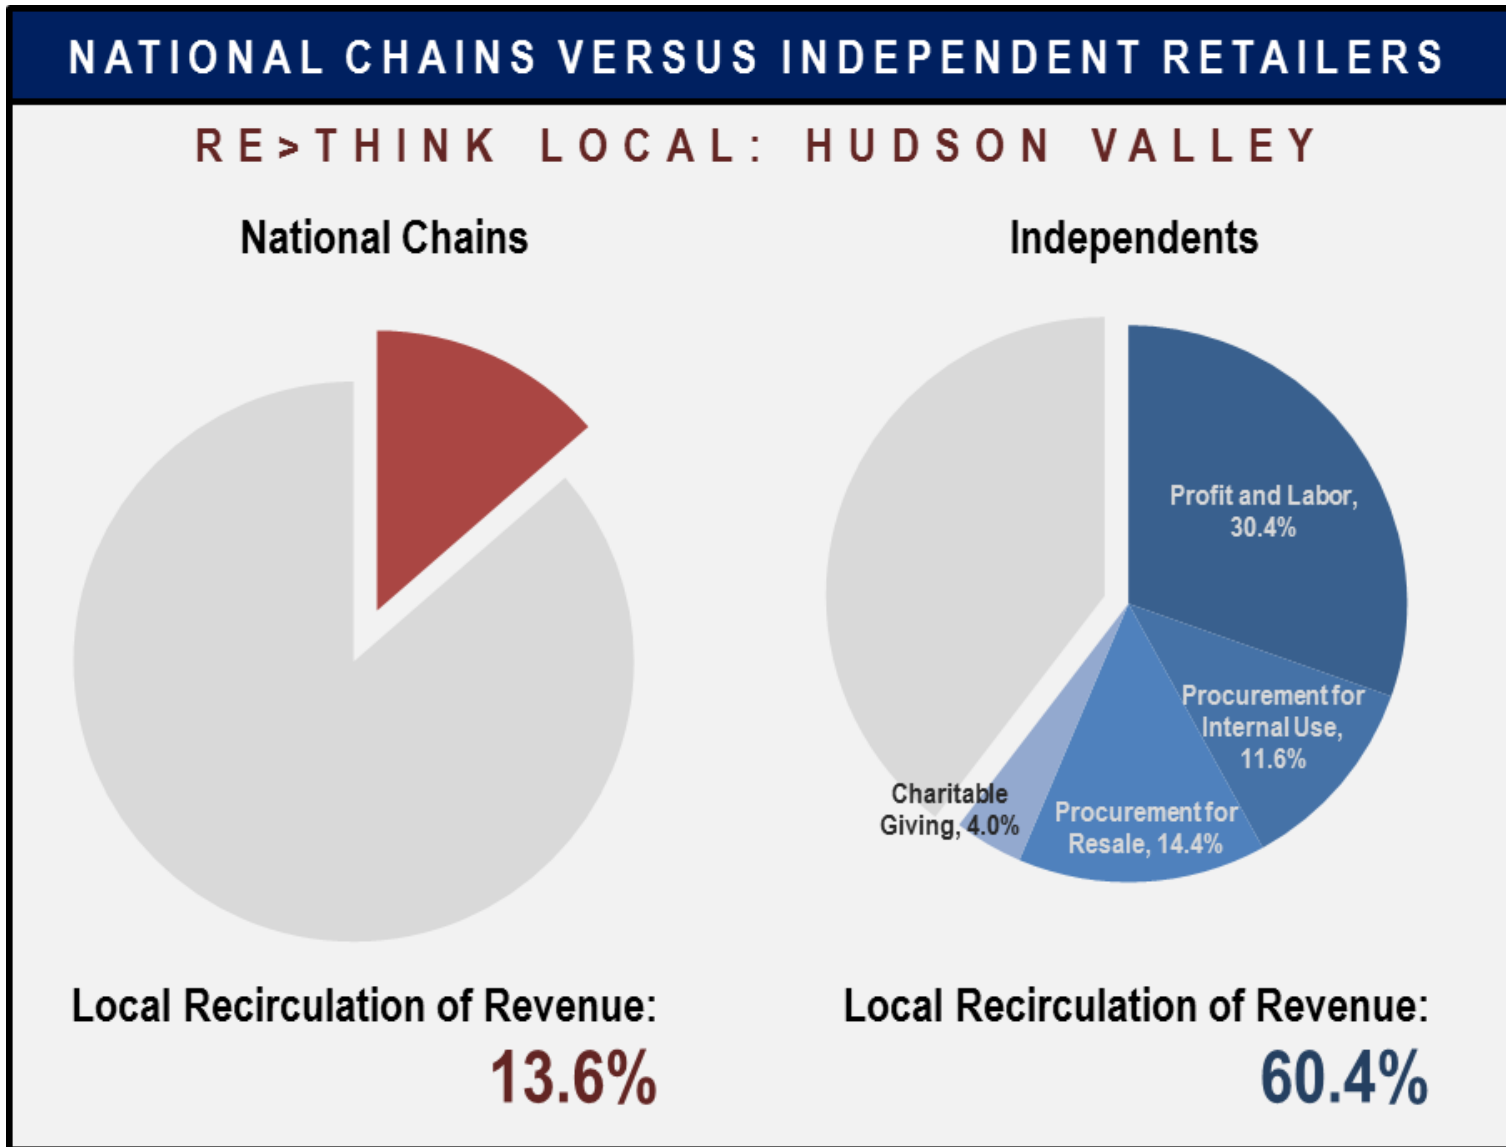 NATIONAL CHAINS VERSUS INDEPENDENT RETAILERS
RE>THINK LOCAL: HUDSON VALLEY
National Chains
Independents
Profit and Labor,
30.4%
Procurement for
Internal Use,
11.6%
Procurement for
Resale, 14.4%
Charitable
Giving, 4.0%
Local Recirculation of Revenue:
13.6%
Local Recirculation of Revenue:
60.4%